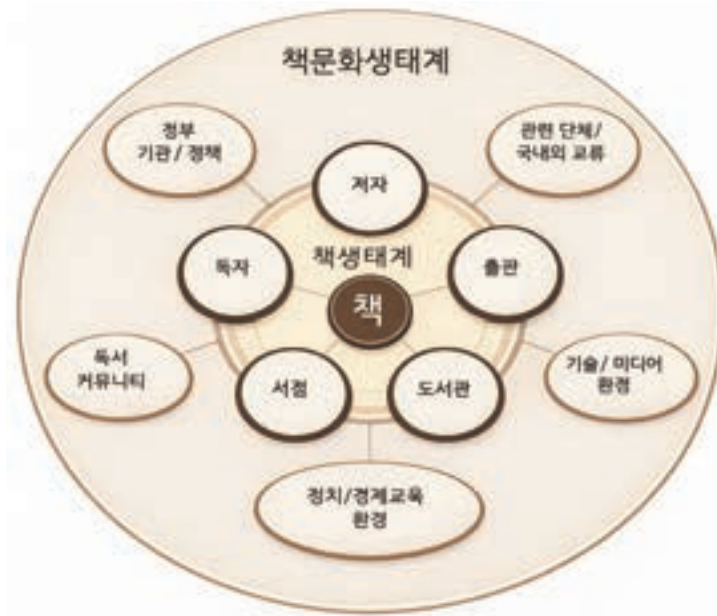 책문화생태계
정부
기관 / 정책
관련 단체/
국내외 교류
저자
독자
책생태계
출판
책
독서
커뮤니티
서점
도서관
기술 / 미디어
환경
정치/경제교육
환경